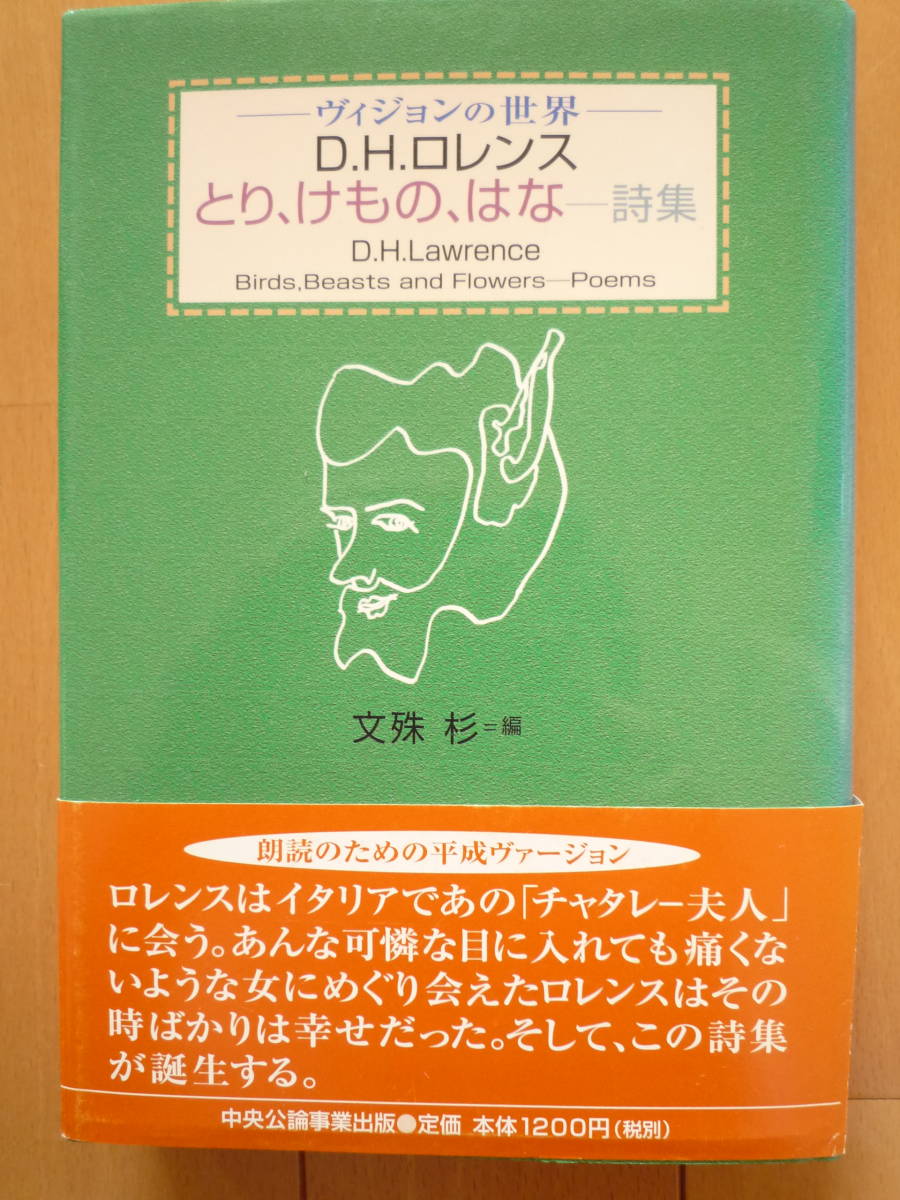 ―ヴィジョンの世界―
D.H.ロレンス
とり、けもの、はな―詩集
D.H.Lawrence
Birds,Beasts and Flowers―Poems
文殊 杉=編
朗読のための平成ヴァージョン
ロレンスはイタリアであの「チャタレー夫人」
に会う。あんな可憐な目に入れても痛くな
いような女にめぐり会えたロレンスはその
時ばかりは幸せだった。そして、この詩集
が誕生する。
中央公論事業出版●定価 本体1200円(税別)